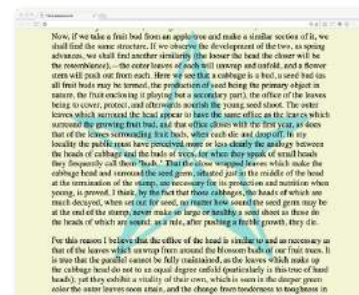 Now, if we take a fruit bud from an apple tree and make a similar section of it, we
shall find the same structure. If we observe the development of the two, as spring
advances, we shall find another similarity (the looser the head the closer will be
the resemblance),—the outer leaves of each will unwrap and unfold, and a flower
stem will push out from each. Here we see that a cabbage is a bud, a seed bud (as
all fruit buds may be termed, the production of seed being the primary object in
nature, the fruit enclosing it playing but a secondary part), the office of the leaves
being to cover, protect, and afterwards nourish the young seed shoot. The outer
leaves which surround the head appear to have the same office as the leaves which
surround the growing fruit bud, and that office closes with the first year, as does
that of the leaves surrounding fruit buds, when each die and drop off. In my
locality the public must have perceived more or less clearly the analogy between
the heads of cabbage and the buds of trees, for when they speak of small heads
they frequently call them "buds." That the close wrapped leaves which make the
cabbage head and surround the seed germ, situated just in the middle of the head
at the termination of the stump, are necessary for its protection and nutrition when
young, is proved, I think, by the fact that those cabbages, the heads of which are
much decayed, when set out for seed, no matter how sound the seed germ may be
at the end of the stump, never make so large or healthy a seed shoot as those do
the heads of which are sound; as a rule, after pushing a feeble growth, they die.
For this reason I believe that the office of the head is similar to and as necessary as
that of the leaves which unwrap from around the blossom buds of our fruit trees. It
is true that the parallel cannot be fully maintained, as the leaves which make up
the cabbage head do not to an equal degree unfold (particularly is this true of hard
heads); yet they exhibit a vitality of their own, which is seen in the deeper green
color the outer leaves soon attain, and the change from tenderness to toughness in